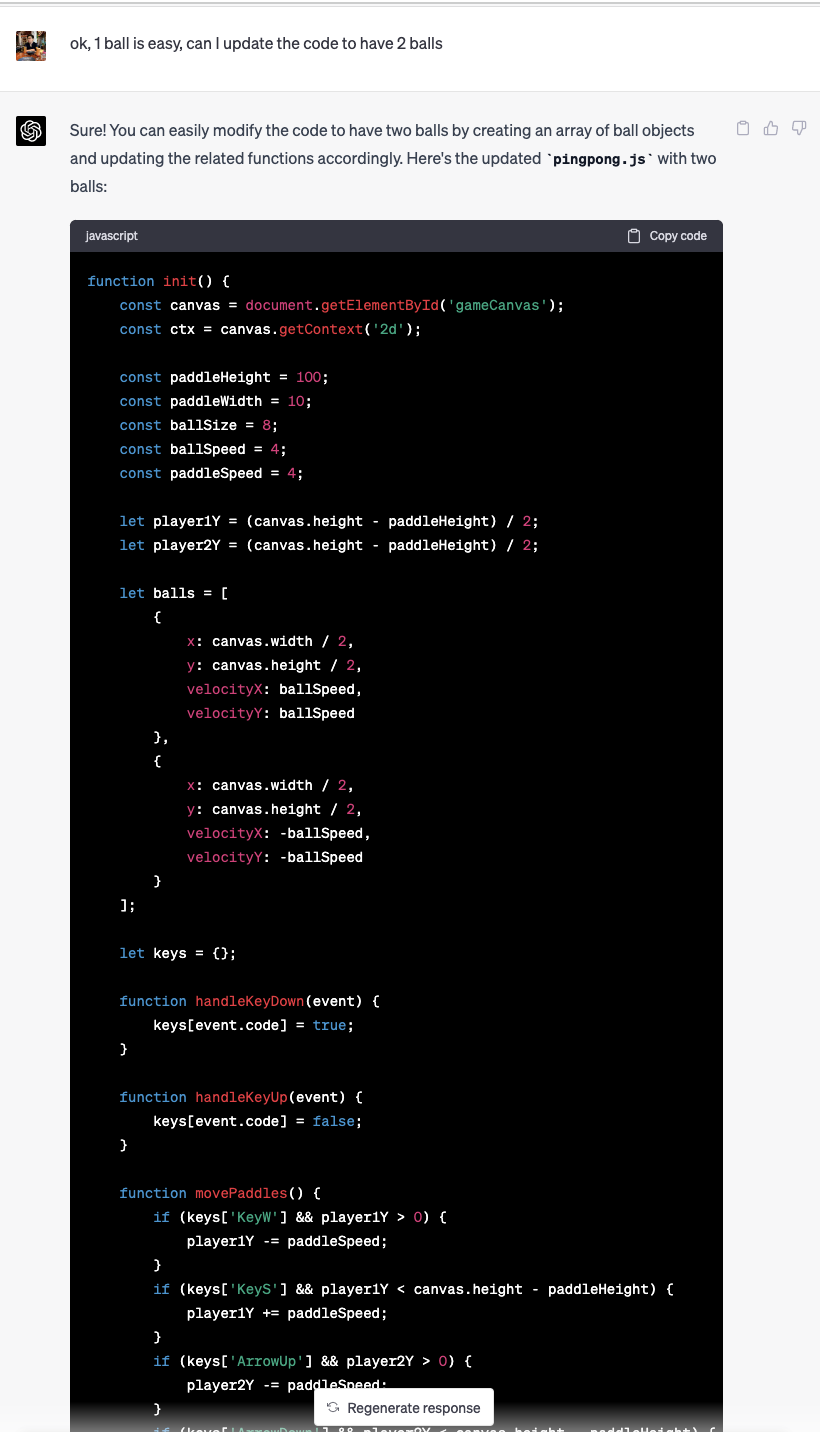 ok, 1 ball is easy, can I update the code to have 2 balls
Sure! You can easily modify the code to have two balls by creating an array of ball objects
and updating the related functions accordingly. Here's the updated `pingpong.js` with two
balls:
javascript
Copy code
function init() {
    const canvas = document.getElementById('gameCanvas');
    const ctx = canvas.getContext('2d');
    const paddleHeight = 100;
    const paddleWidth = 10;
    const ballSize = 8;
    const ballSpeed = 4;
    const paddleSpeed = 4;
    let player1Y = (canvas.height - paddleHeight) / 2;
    let player2Y = (canvas.height - paddleHeight) / 2;
    let balls = [
        {
            x: canvas.width / 2,
            y: canvas.height / 2,
            velocityX: ballSpeed,
            velocityY: ballSpeed
        },
        {
            x: canvas.width / 2,
            y: canvas.height / 2,
            velocityX: -ballSpeed,
            velocityY: -ballSpeed
        }
    ];
    let keys = {};
    function handleKeyDown(event) {
        keys[event.code] = true;
    }
    function handleKeyUp(event) {
        keys[event.code] = false;
    }
    function movePaddles() {
        if (keys['KeyW'] && player1Y > 0) {
            player1Y -= paddleSpeed;
        }
        if (keys['KeyS'] && player1Y < canvas.height - paddleHeight) {
            player1Y += paddleSpeed;
        }
        if (keys['ArrowUp'] && player2Y > 0) {
            player2Y -= paddleSpeed;
        }
Regenerate response
        if (keys['ArrowDown'] && player2Y < canvas.height - paddleHeight) {